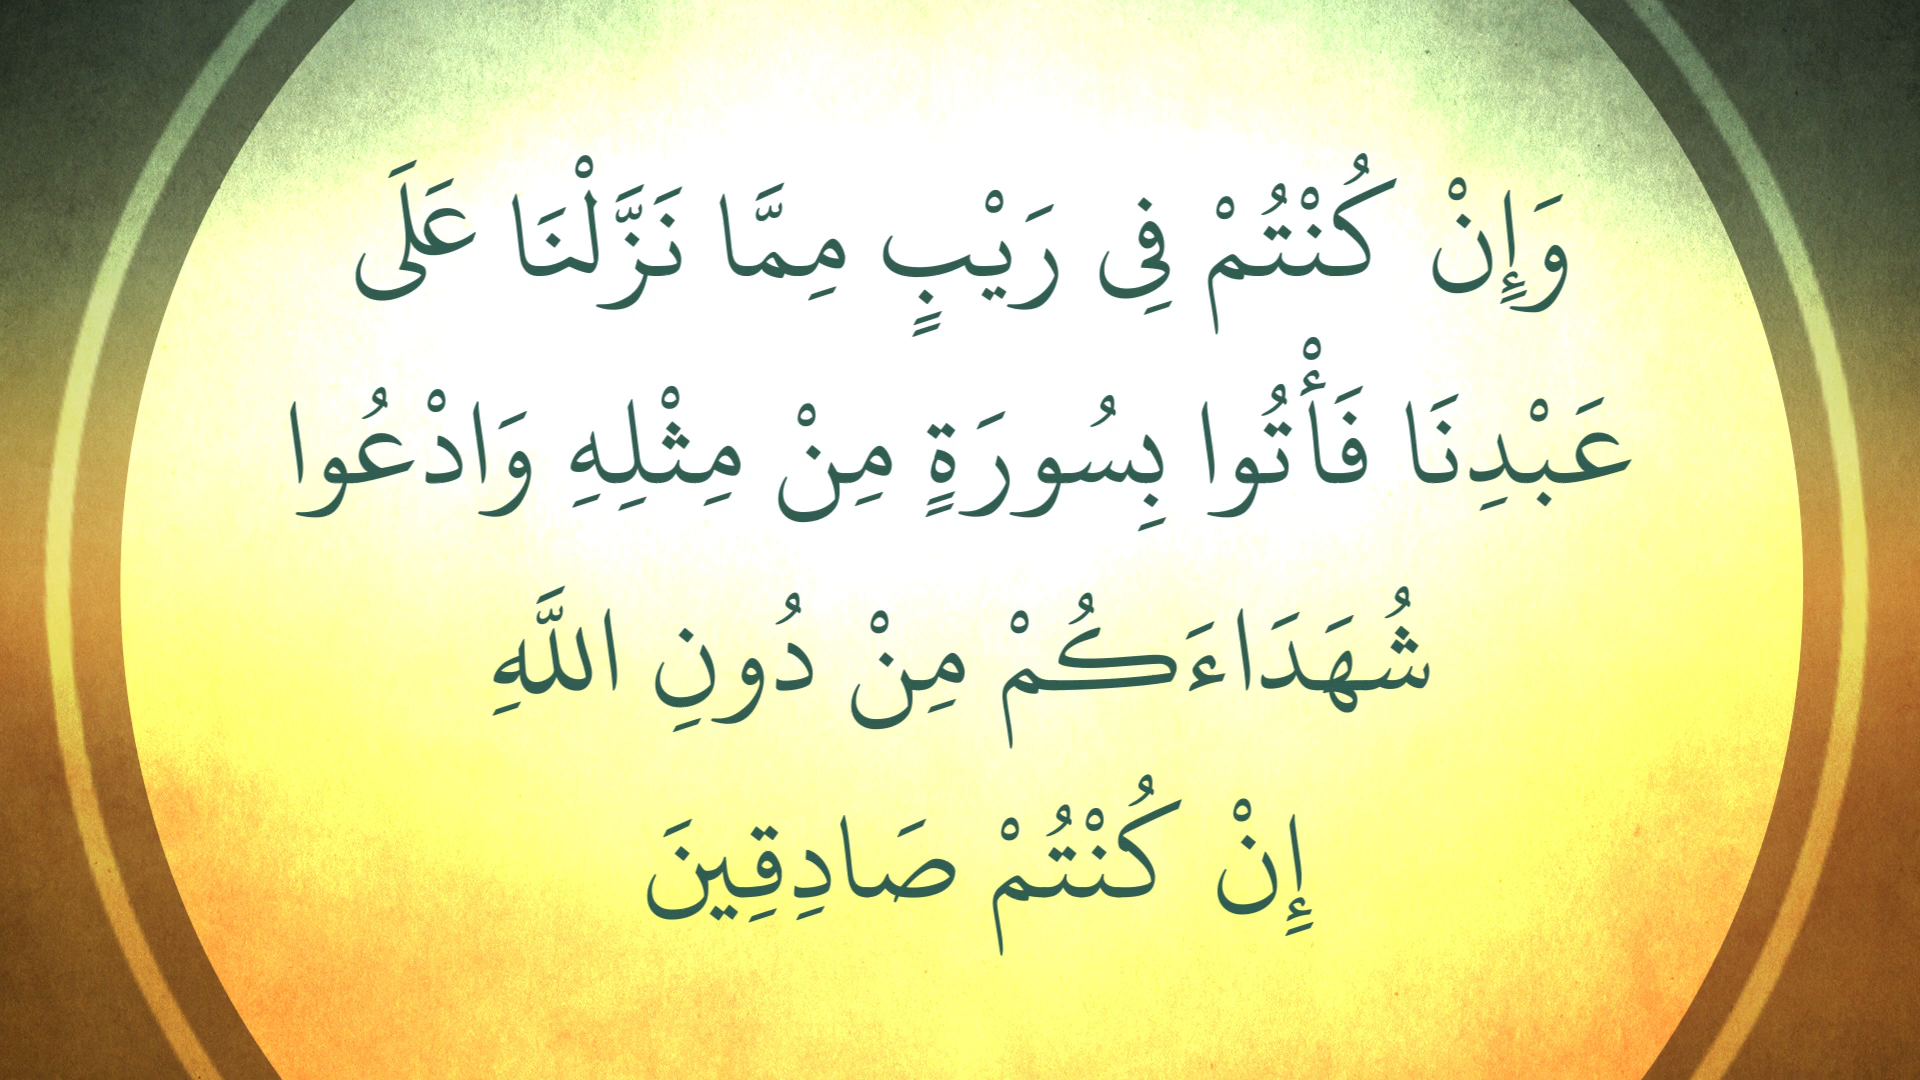 وَإِنْ كُنْتُمْ فِى رَيْبٍ مِمَّا نَزَّلْنَا عَلَى
عَبْدِنَا فَأْتُوا بِسُورَةٍ مِنْ مِثْلِهِ وَادْعُوا
شُهَدَاءَكُمْ مِنْ دُونِ اللَّهِ
إِنْ كُنْتُمْ صَادِقِينَ